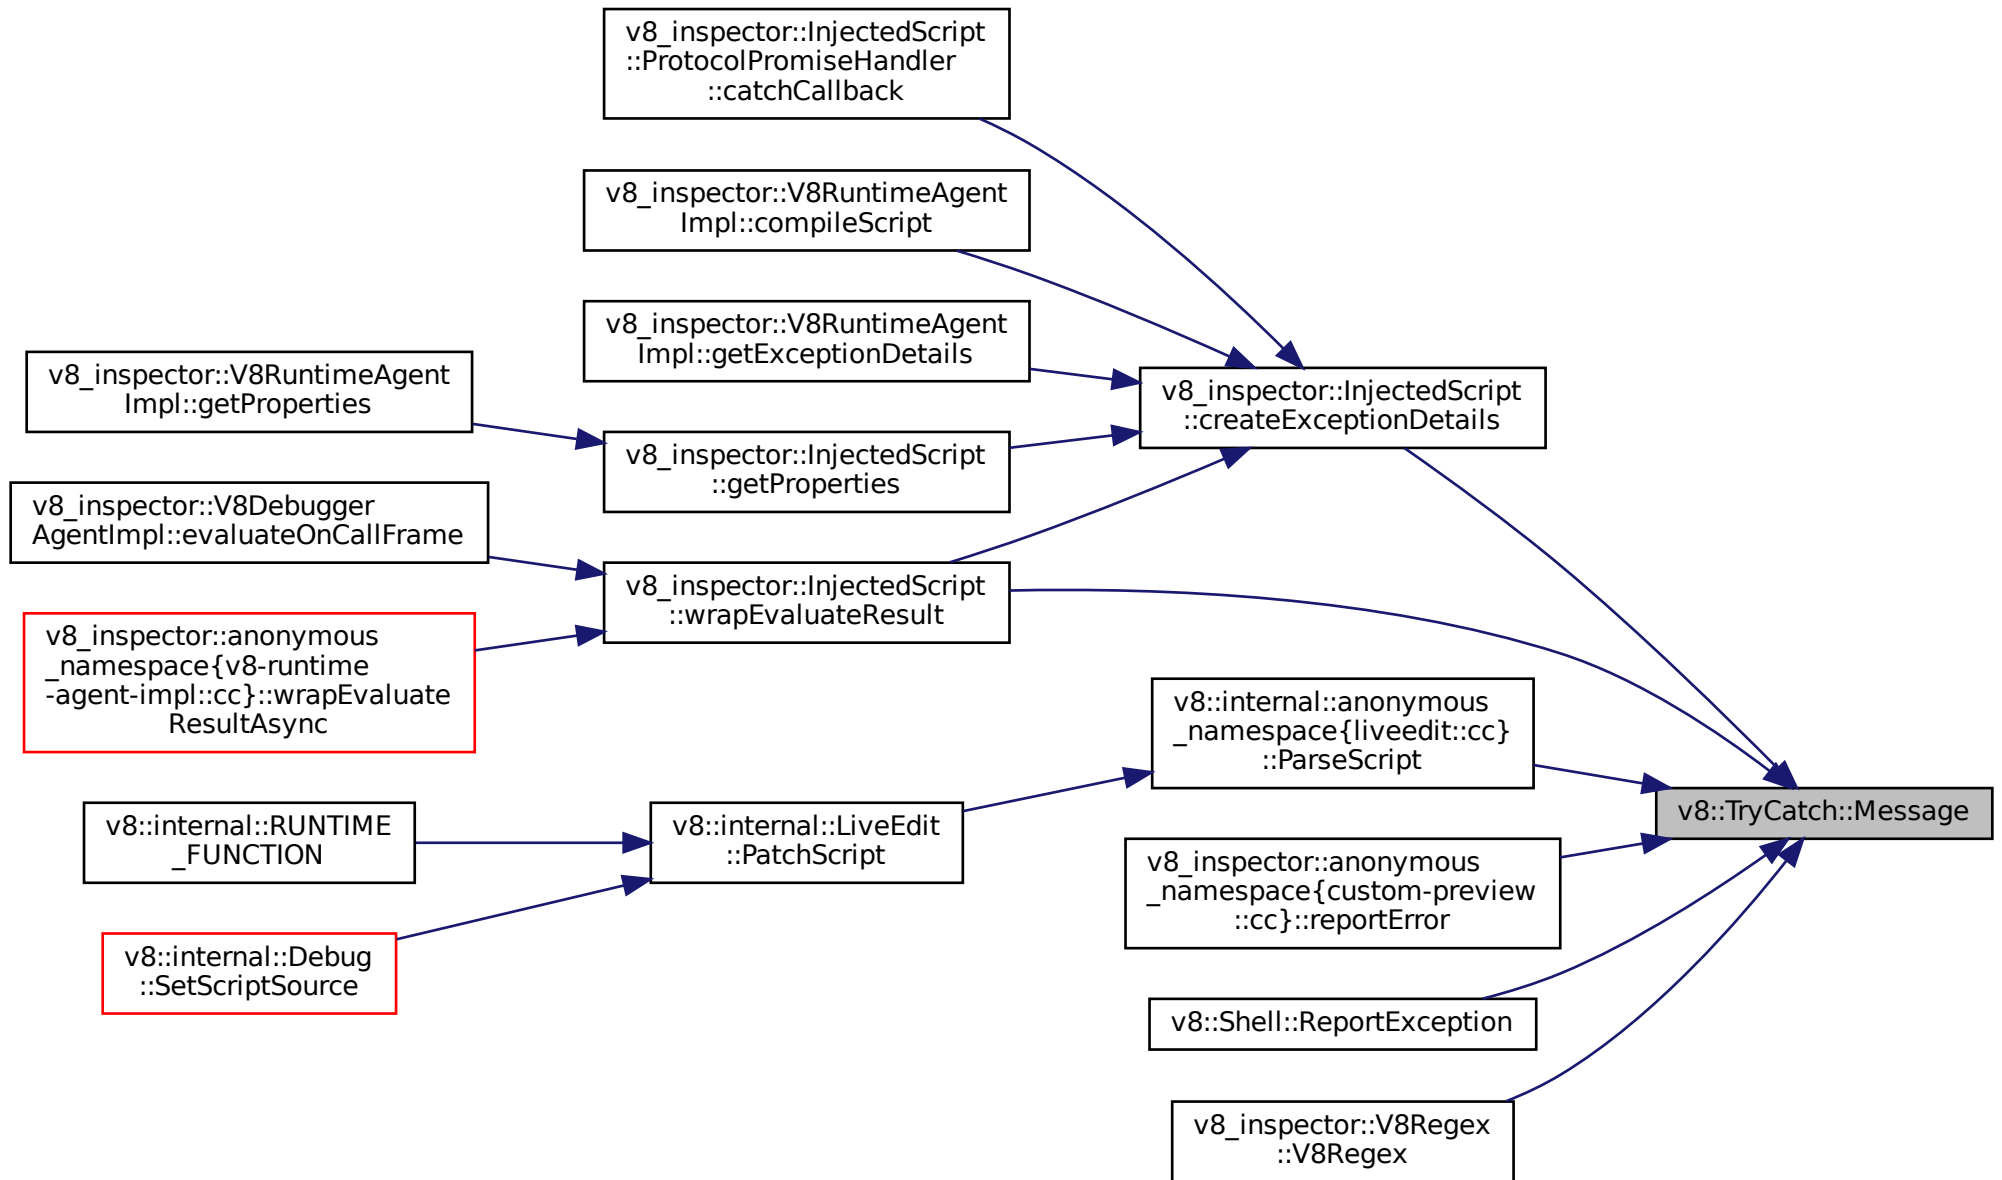 v8_inspector::InjectedScript
::ProtocolPromiseHandler
::catchCallback
v8_inspector::V8RuntimeAgent
Impl::compileScript
v8_inspector::V8RuntimeAgent
Impl::getExceptionDetails
v8_inspector::V8RuntimeAgent
Impl::getProperties
v8_inspector::InjectedScript
::createExceptionDetails
v8_inspector::InjectedScript
::getProperties
v8_inspector::V8Debugger
AgentImpl::evaluateOnCallFrame
v8_inspector::InjectedScript
::wrapEvaluateResult
v8_inspector::anonymous
_namespace{v8-runtime
-agent-impl::cc}::wrapEvaluate
ResultAsync
v8::internal::anonymous
_namespace{liveedit::cc}
::ParseScript
v8::TryCatch::Message
v8::internal::RUNTIME
_FUNCTION
v8::internal::LiveEdit
::PatchScript
v8_inspector::anonymous
_namespace{custom-preview
::cc}::reportError
v8::internal::Debug
::SetScriptSource
v8::Shell::ReportException
v8_inspector::V8Regex
::V8Regex